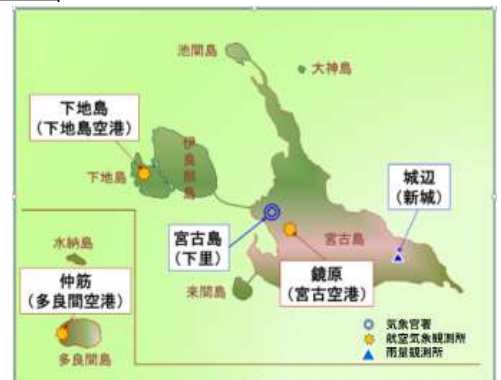 池間島
大神島
下地島
（下地島空港）
伊良部島
下地島
城辺
（新城）
宮古島
（下里）
宮古島
鏡原
（宮古空港）
水納島
仲筋
（多良間空港）
来間島
多良間島
気象官署
航空気象観測所
雨量観測所